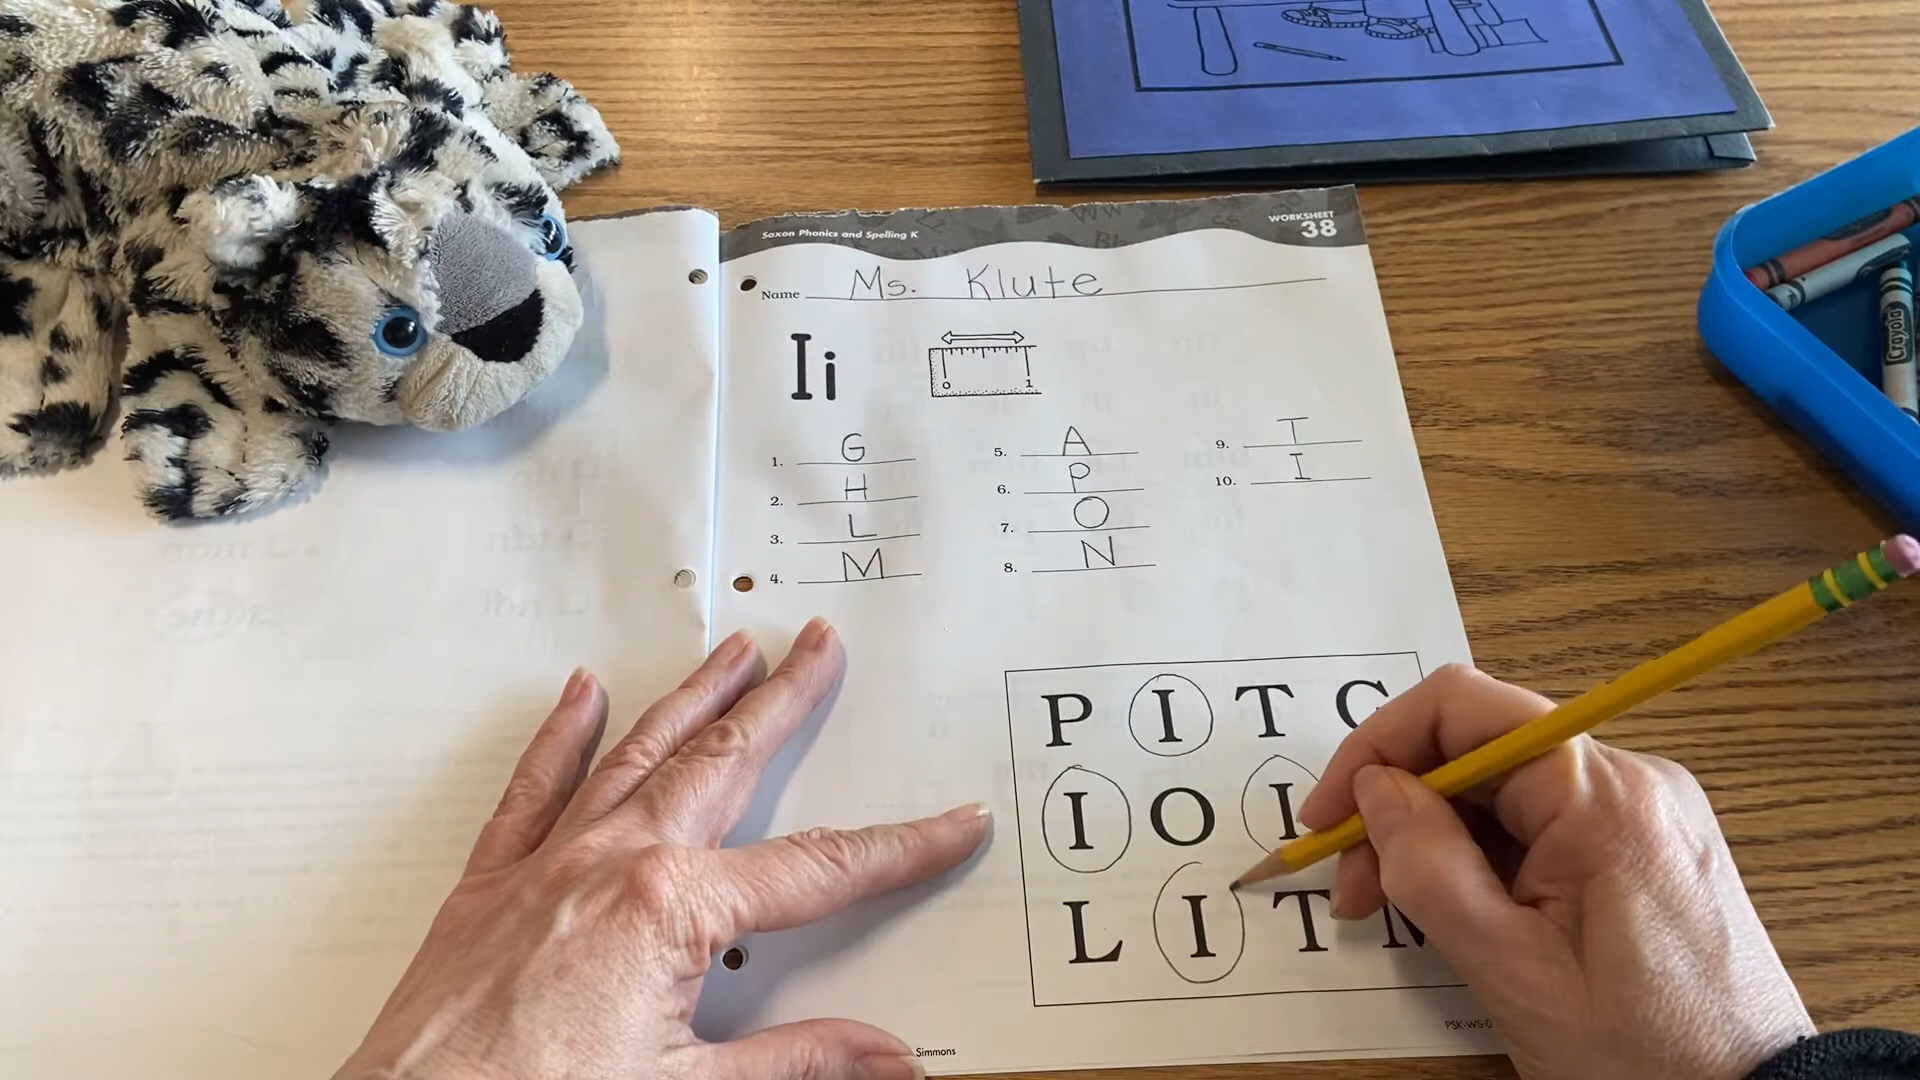 Saxon Phonics and Spelling K
WORKSHEET
38
Name Ms. Klute
Ii
0 1
1. G
2. H
3. L
4. M
5. A
6. P
7. O
8. N
9. T
10. I
P I T
I O I
L I T M
Simmons
Crayola